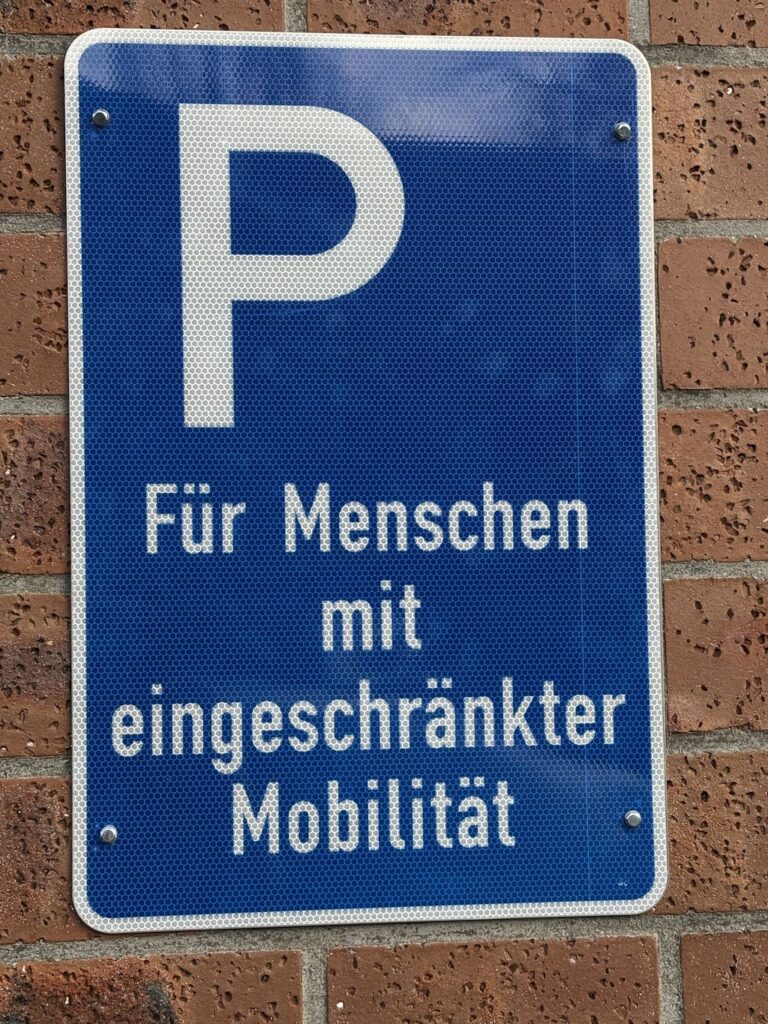 P
Für Menschen
mit
eingeschränkter
Mobilität